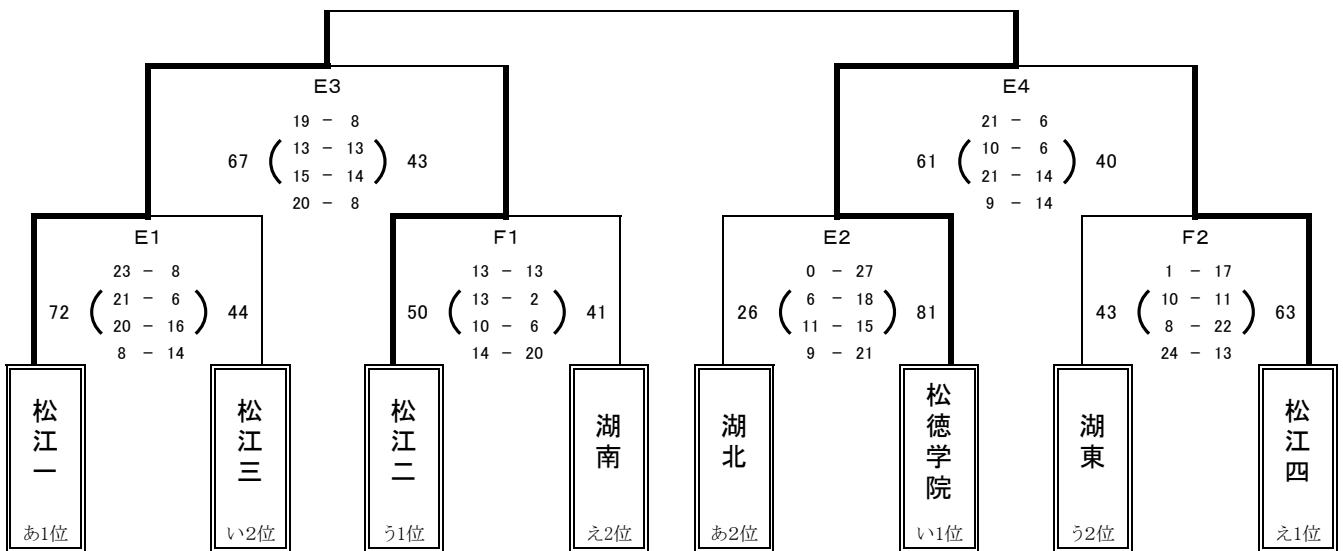 E3 E4
19 - 8 21 - 6
67 ( 13 - 13 ) 43 61 ( 10 - 6 ) 40
15 - 14 21 - 14
20 - 8 9 - 14
E1 F1 E2 F2
23 - 8 13 - 13 0 - 27 1 - 17
72 ( 21 - 6 ) 44 50 ( 13 - 2 ) 41 26 ( 6 - 18 ) 81 43 ( 10 - 11 ) 63
20 - 16 10 - 6 11 - 15 8 - 22
8 - 14 14 - 20 9 - 21 24 - 13
松江一 松江三 松江二 湖南 湖北 松徳学院 湖東 松江四
あ1位 い2位 う1位 え2位 あ2位 い1位 う2位 え1位